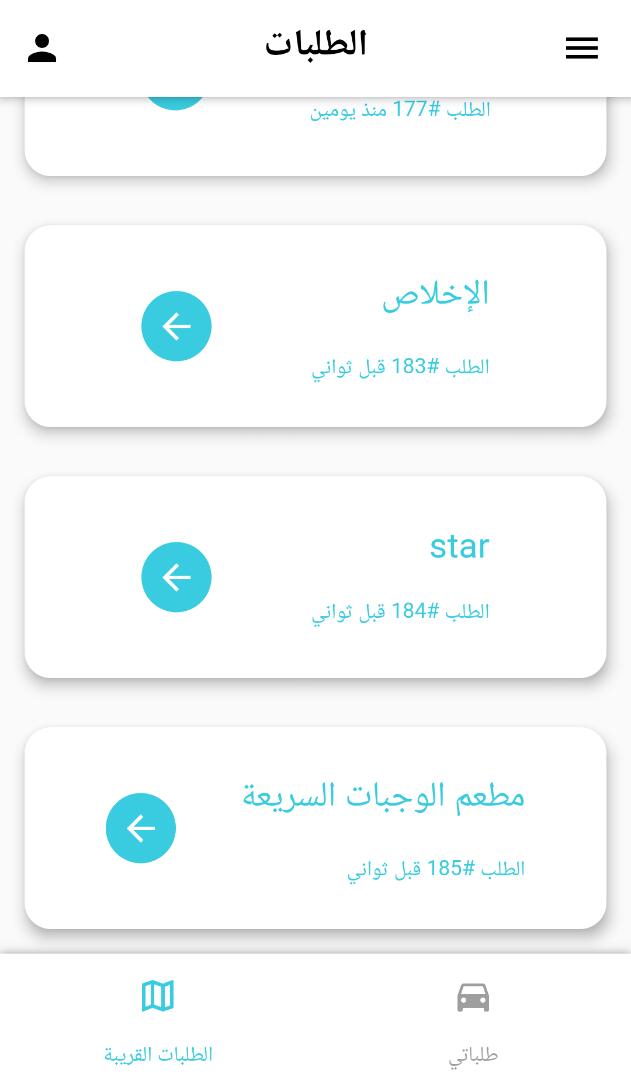 الطلبات
الطلب #177 منذ يومين
الإخلاص
الطلب #183 قبل ثواني
star
الطلب #184 قبل ثواني
مطعم الوجبات السريعة
الطلب #185 قبل ثواني
طلباتي
الطلبات القريبة